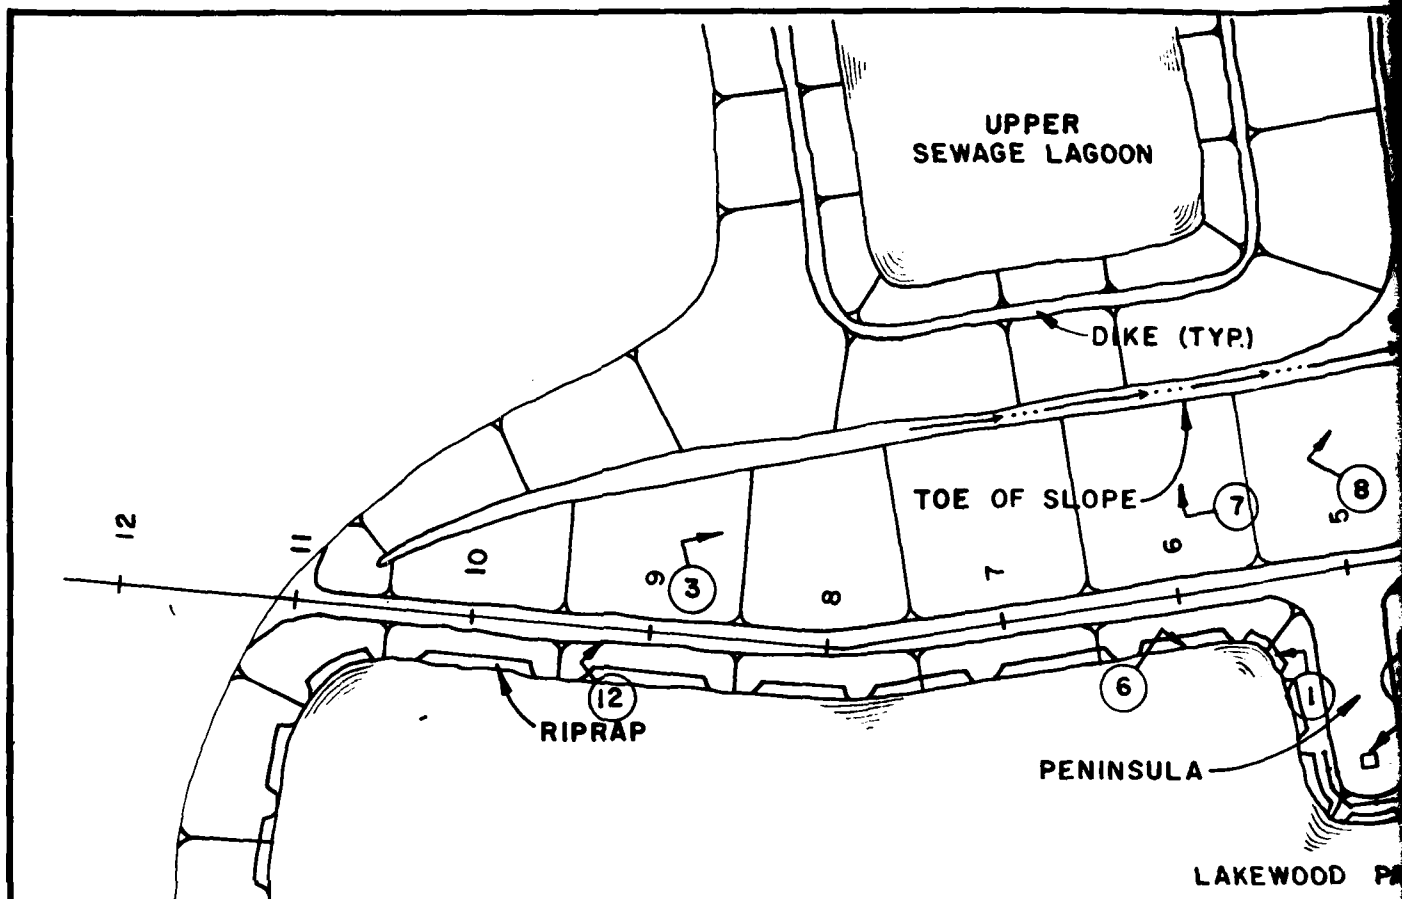 UPPER
SEWAGE LAGOON
DIKE (TYP.)
TOE OF SLOPE
7
8
12
11
10
9
3
8
7
6
5
12
RIPRAP
6
1
PENINSULA
LAKEWOOD